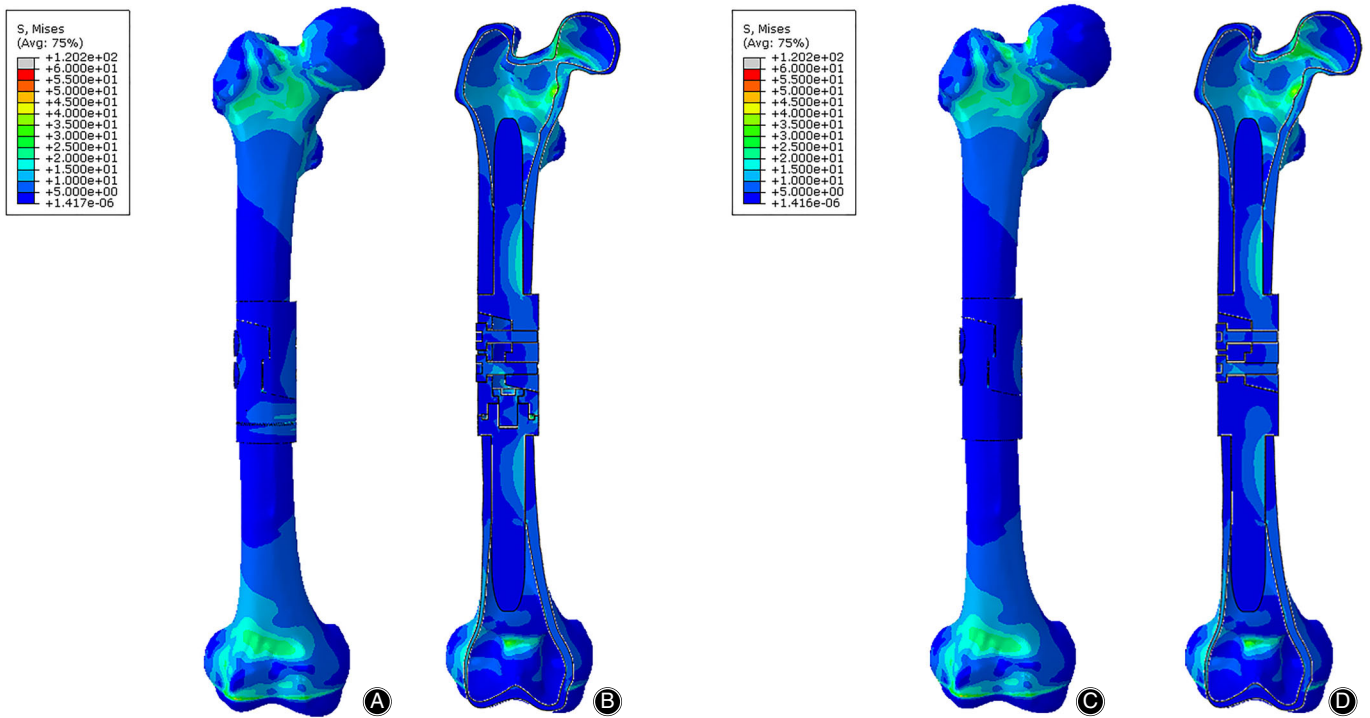 S, Mises
(Avg: 75%)
+1.202e+02
+6.000e+01
+5.500e+01
+5.000e+01
+4.500e+01
+4.000e+01
+3.500e+01
+3.000e+01
+2.500e+01
+2.000e+01
+1.500e+01
+1.000e+01
+5.000e+00
+1.417e-06
A
B
S, Mises
(Avg: 75%)
+1.202e+02
+6.000e+01
+5.500e+01
+5.000e+01
+4.500e+01
+4.000e+01
+3.500e+01
+3.000e+01
+2.500e+01
+2.000e+01
+1.500e+01
+1.000e+01
+5.000e+00
+1.416e-06
C
D